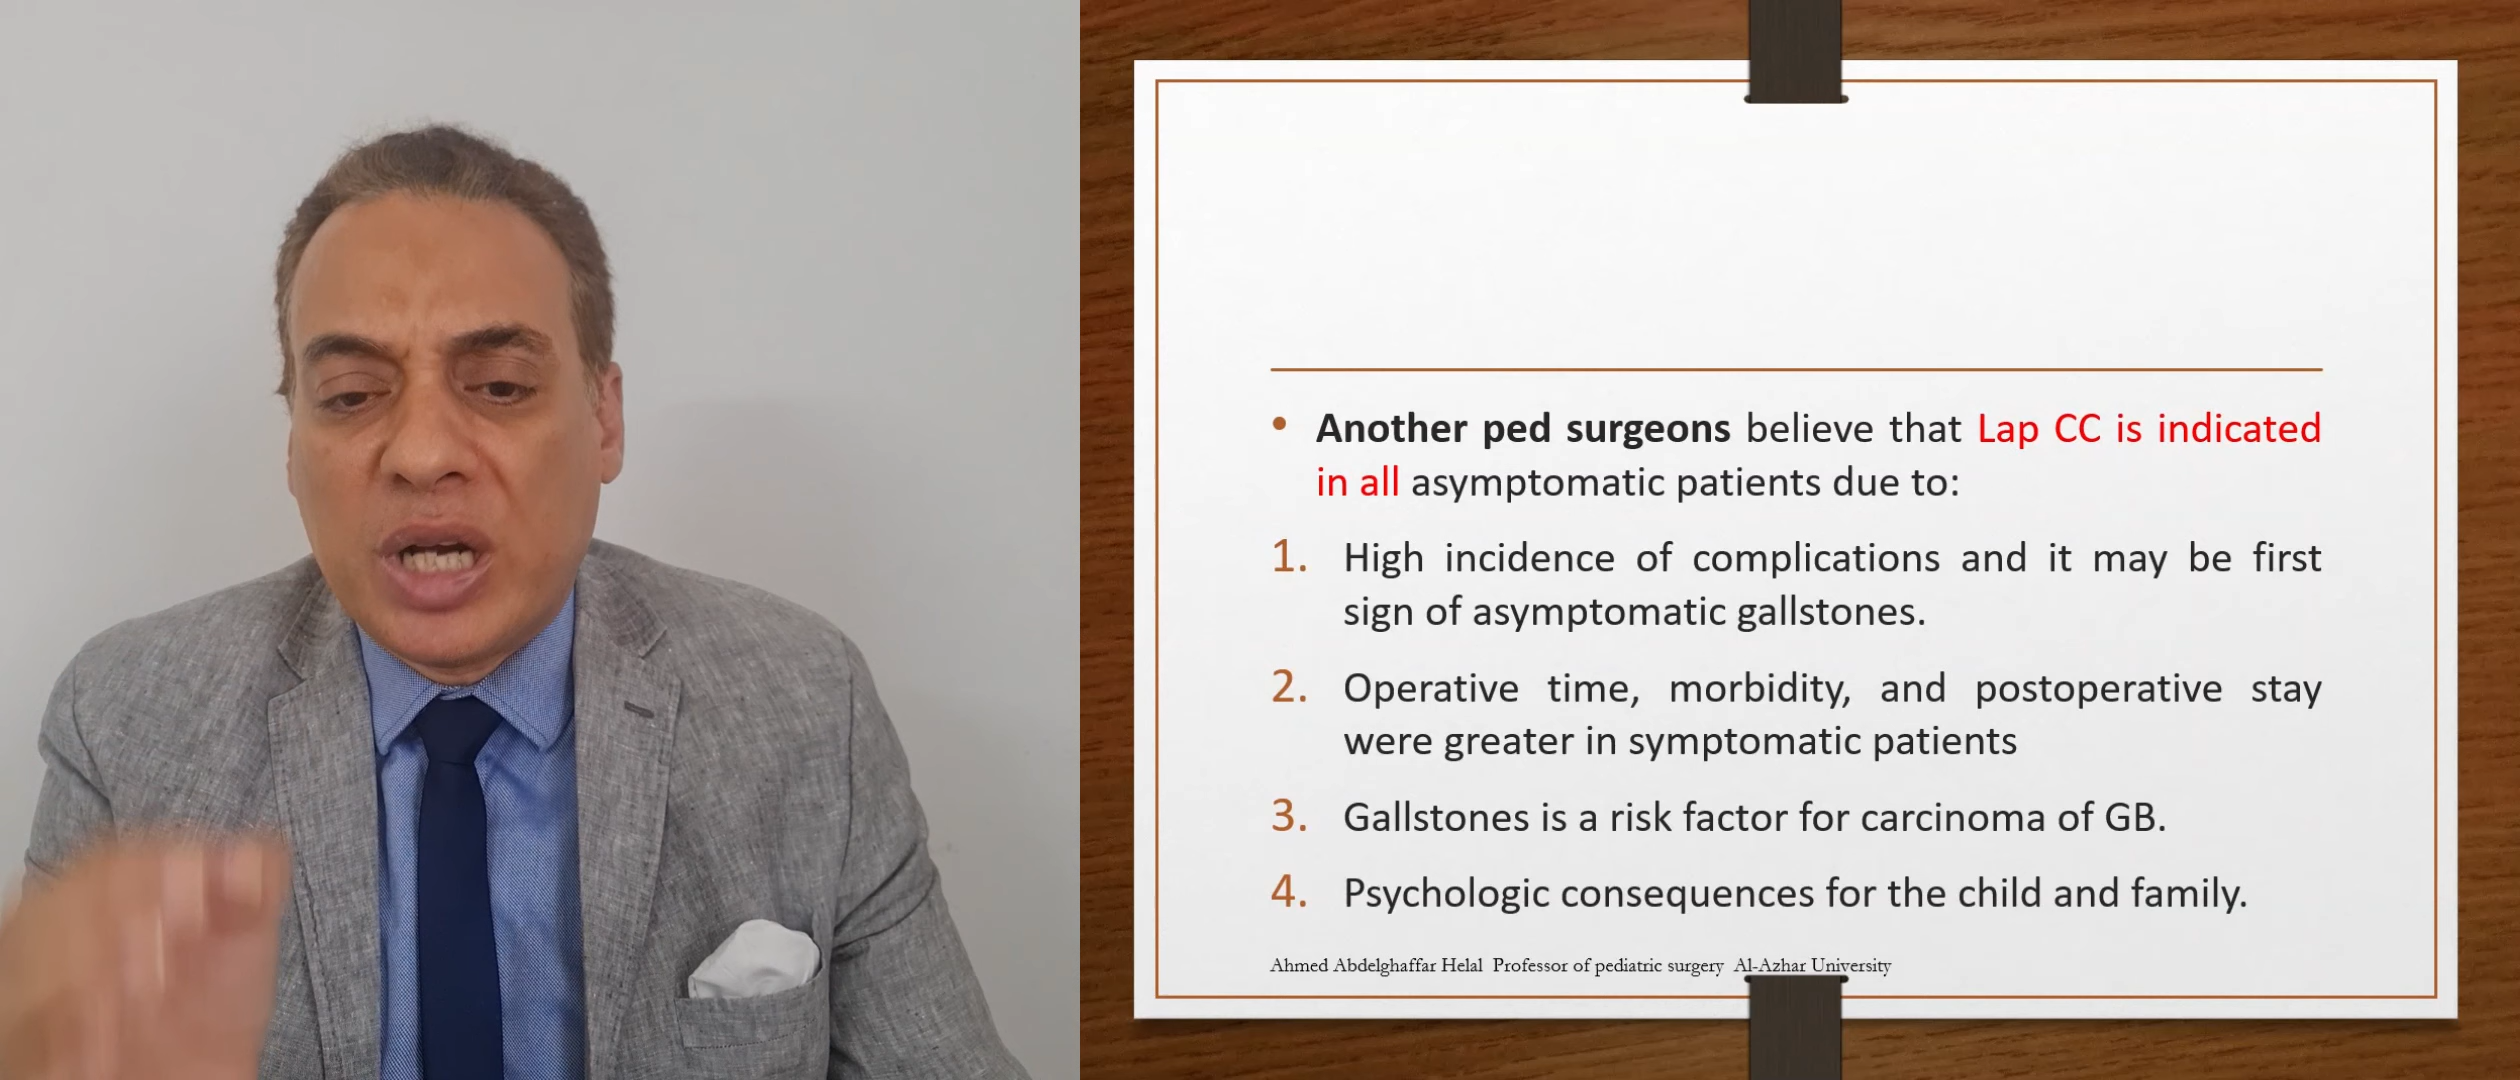 • Another ped surgeons believe that Lap CC is indicated
in all asymptomatic patients due to:
1. High incidence of complications and it may be first
sign of asymptomatic gallstones.
2. Operative time, morbidity, and postoperative stay
were greater in symptomatic patients
3. Gallstones is a risk factor for carcinoma of GB.
4. Psychologic consequences for the child and family.
Ahmed Abdelghaffar Helal Professor of pediatric surgery Al-Azhar University